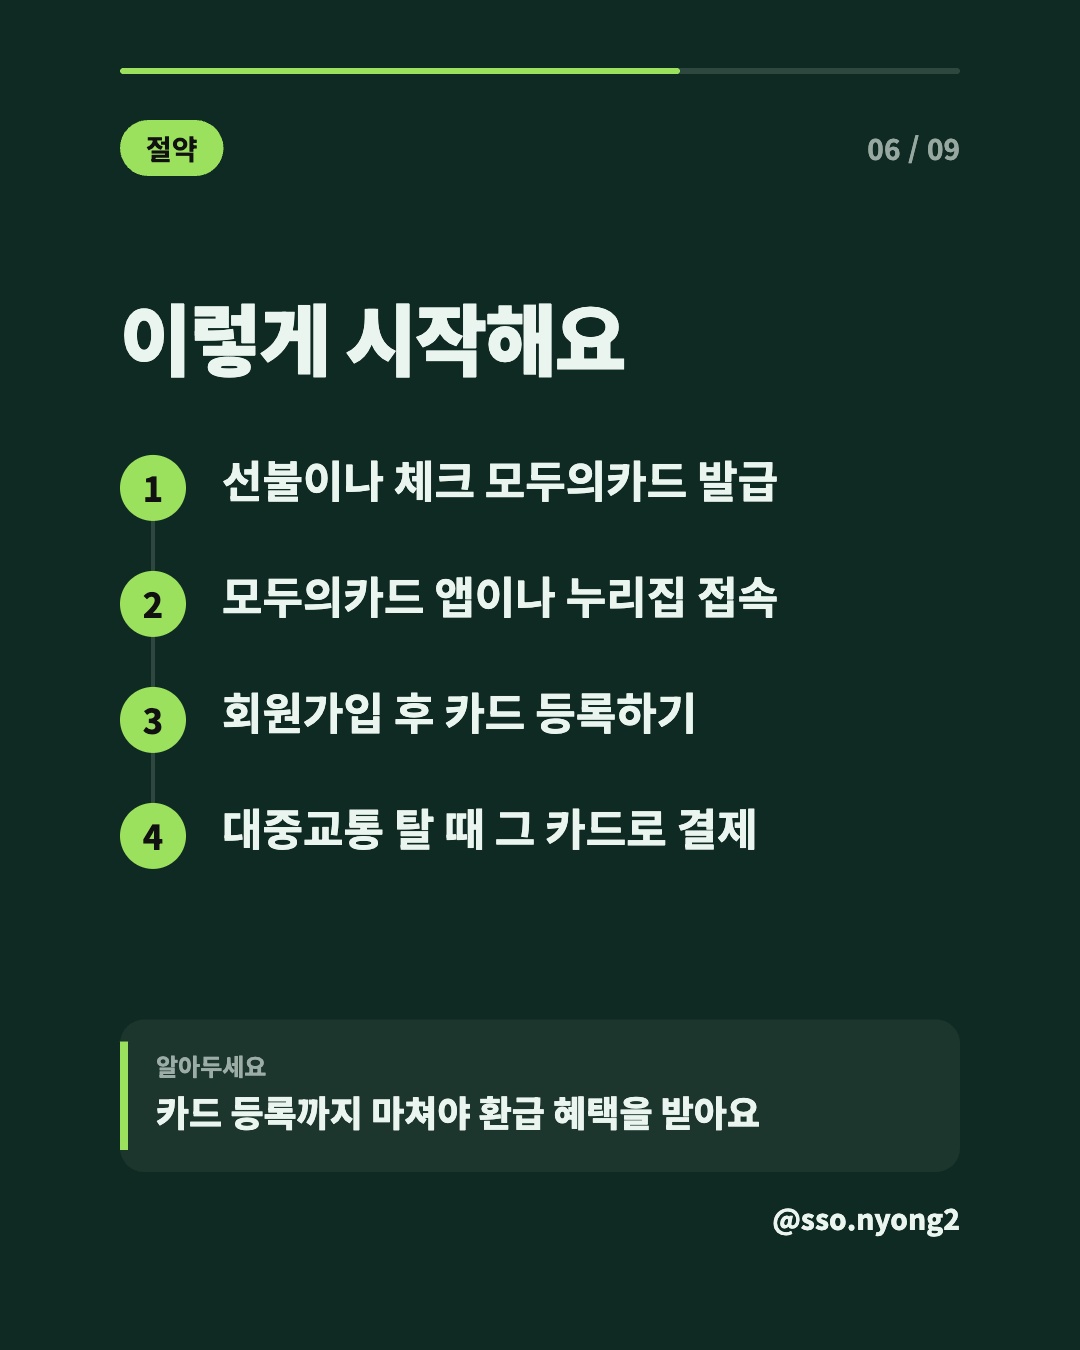 절약
06 / 09
이렇게 시작해요
1 선불이나 체크 모두의카드 발급
2 모두의카드 앱이나 누리집 접속
3 회원가입 후 카드 등록하기
4 대중교통 탈 때 그 카드로 결제
알아두세요
카드 등록까지 마쳐야 환급 혜택을 받아요
@sso.nyong2